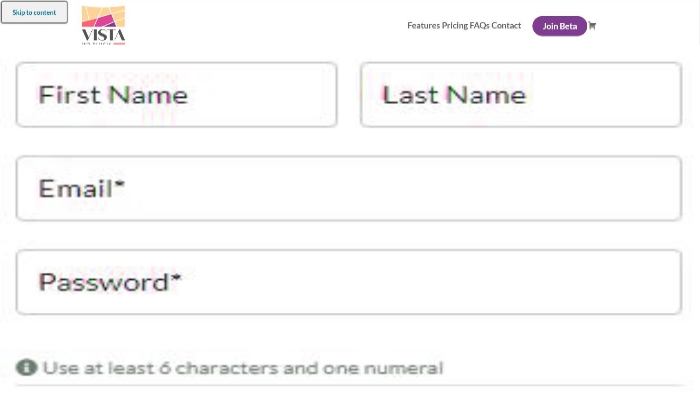 Skip to content
VISTA
Features Pricing FAQs Contact
Join Beta
First Name
Last Name
Email*
Password*
Use at least 6 characters and one numeral